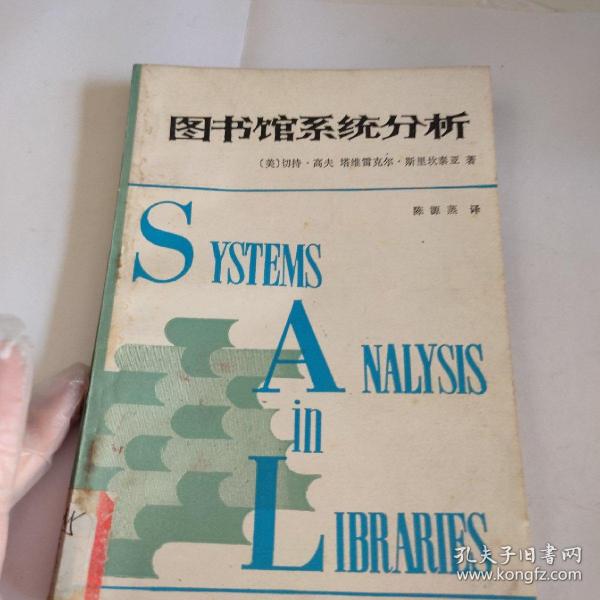 图书馆系统分析
〔美〕切持·高夫 塔维雷克尔·斯里坎泰亚 著
陈源蒸 译
SYSTEMS
ANALYSIS
in
LIBRARIES
孔夫子旧书网
www.kongfz.com